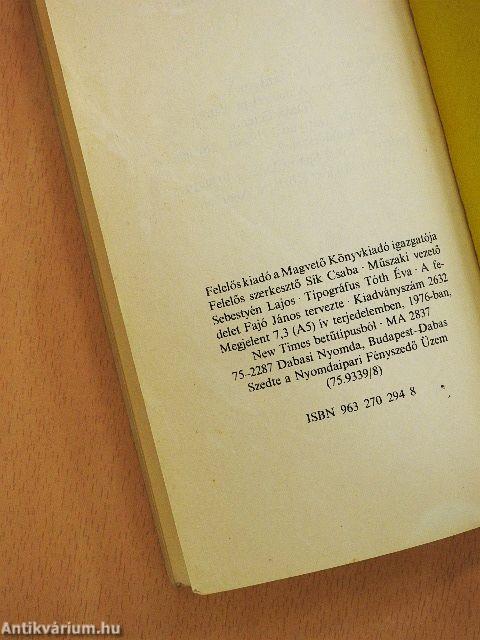 Felelős kiadó a Magvető Könyvkiadó igazgatója
Felelős szerkesztő Sík Csaba · Műszaki vezető
Sebestyén Lajos · Tipográfus Tóth Éva · A fe-
delet Fajó János tervezte · Kiadványszám 2632
Megjelent 7,3 (A5) ív terjedelemben, 1976-ban,
New Times betűtípusból · MA 2837
75-2287 Dabasi Nyomda, Budapest–Dabas
Szedte a Nyomdaipari Fényszedő Üzem
(75.9339/8)
ISBN 963 270 294 8
Antikvárium.hu